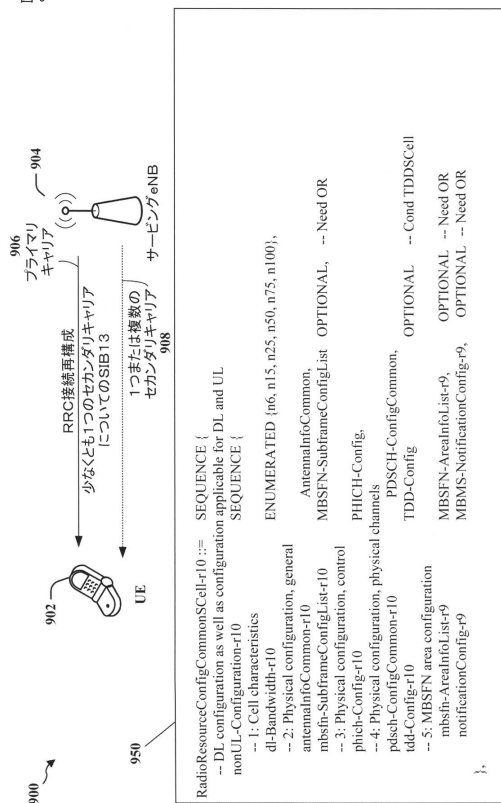 900
902
UE
RRC接続再構成
少なくとも1つのセカンダリキャリア
についてのSIB13
906
プライマリ
キャリア
904
サービングeNB
1つまたは複数の
セカンダリキャリア
908
950
RadioResourceConfigCommonSCell-r10 ::= SEQUENCE {
-- DL configuration as well as configuration applicable for DL and UL
nonUL-Configuration-r10 SEQUENCE {
-- 1: Cell characteristics
dl-Bandwidth-r10 ENUMERATED {n6, n15, n25, n50, n75, n100},
-- 2: Physical configuration, general
antennaInfoCommon-r10 AntennaInfoCommon,
mbsfn-SubframeConfigList-r10 MBSFN-SubframeConfigList OPTIONAL, -- Need OR
-- 3: Physical configuration, control
phich-Config-r10 PHICH-Config,
-- 4: Physical configuration, physical channels
pdsch-ConfigCommon-r10 PDSCH-ConfigCommon,
tdd-Config-r10 TDD-Config OPTIONAL -- Cond TDDSCell
-- 5: MBSFN area configuration
mbsfn-AreaInfoList-r9 MBSFN-AreaInfoList-r9, OPTIONAL -- Need OR
notificationConfig-r9 MBMS-NotificationConfig-r9, OPTIONAL -- Need OR
},